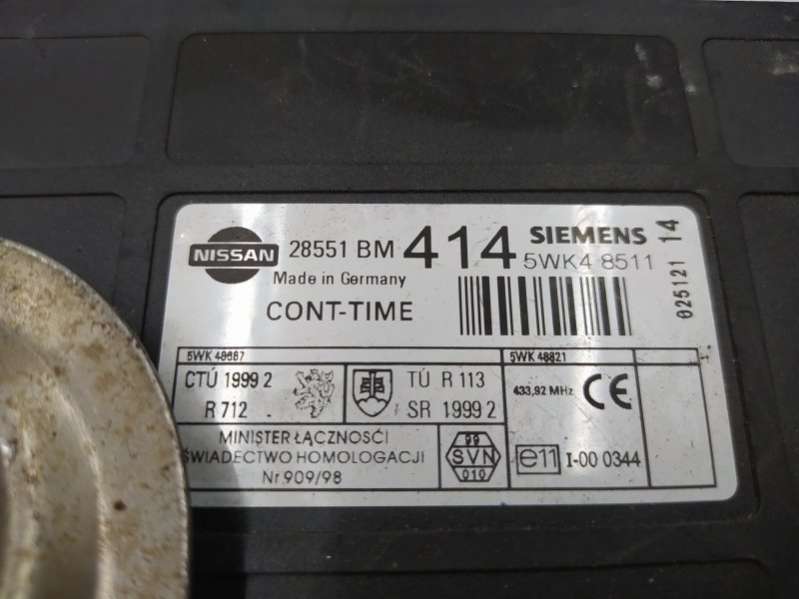 NISSAN 28551 BM 414 SIEMENS
5WK4 8511
Made in Germany
CONT-TIME
025121 14
5WK 48687
5WK 48821
CTÚ 1999 2
R 712
TÚ R 113
SR 1999 2
433,92 MHz CE
MINISTER ŁĄCZNOŚCI
ŚWIADECTWO HOMOLOGACJI
Nr 909/98
99
SVN
010
e11 I-00 0344